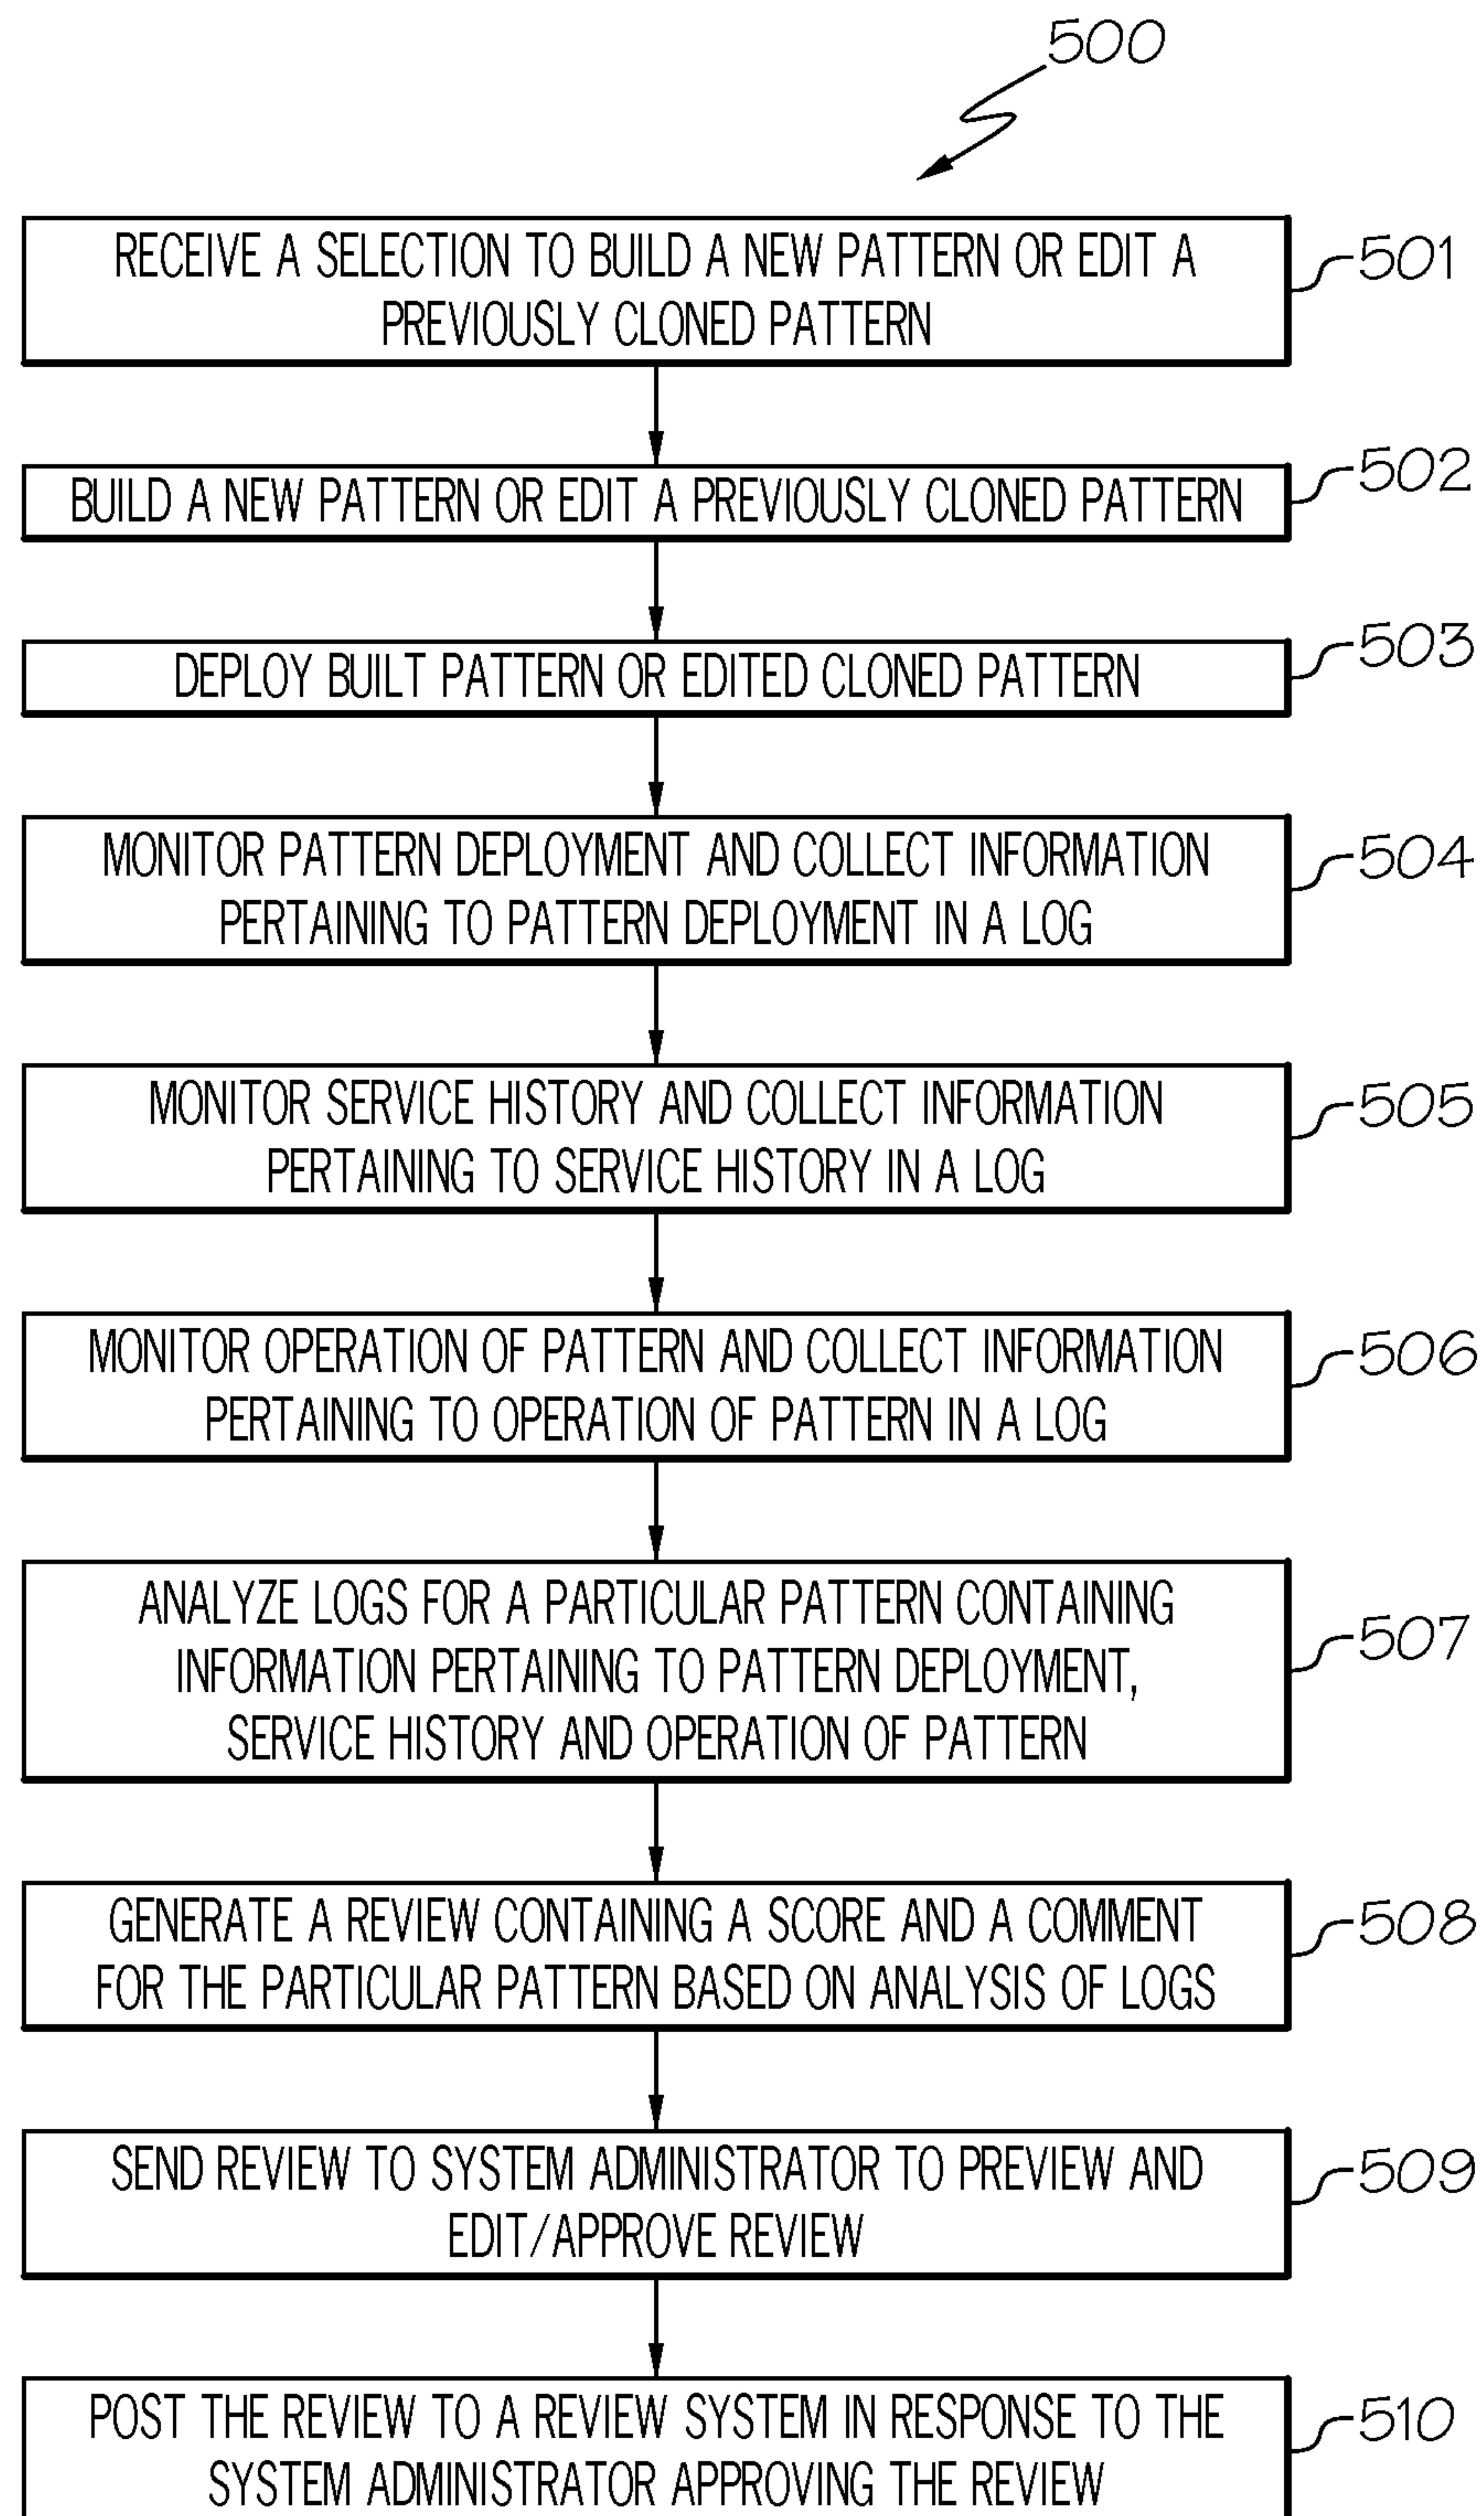 500
RECEIVE A SELECTION TO BUILD A NEW PATTERN OR EDIT A
PREVIOUSLY CLONED PATTERN
501
BUILD A NEW PATTERN OR EDIT A PREVIOUSLY CLONED PATTERN
502
DEPLOY BUILT PATTERN OR EDITED CLONED PATTERN
503
MONITOR PATTERN DEPLOYMENT AND COLLECT INFORMATION
PERTAINING TO PATTERN DEPLOYMENT IN A LOG
504
MONITOR SERVICE HISTORY AND COLLECT INFORMATION
PERTAINING TO SERVICE HISTORY IN A LOG
505
MONITOR OPERATION OF PATTERN AND COLLECT INFORMATION
PERTAINING TO OPERATION OF PATTERN IN A LOG
506
ANALYZE LOGS FOR A PARTICULAR PATTERN CONTAINING
INFORMATION PERTAINING TO PATTERN DEPLOYMENT,
SERVICE HISTORY AND OPERATION OF PATTERN
507
GENERATE A REVIEW CONTAINING A SCORE AND A COMMENT
FOR THE PARTICULAR PATTERN BASED ON ANALYSIS OF LOGS
508
SEND REVIEW TO SYSTEM ADMINISTRATOR TO PREVIEW AND
EDIT/APPROVE REVIEW
509
POST THE REVIEW TO A REVIEW SYSTEM IN RESPONSE TO THE
SYSTEM ADMINISTRATOR APPROVING THE REVIEW
510